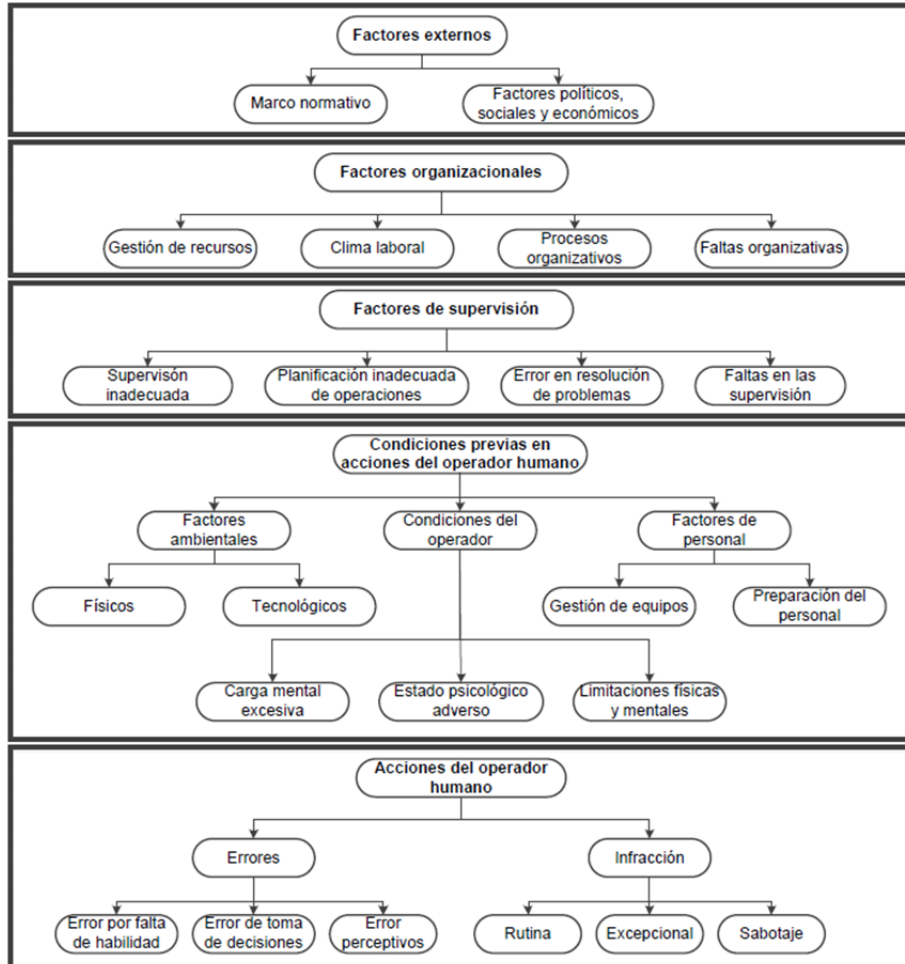 Factores externos
Marco normativo
Factores políticos,
sociales y económicos
Factores organizacionales
Gestión de recursos
Clima laboral
Procesos
organizativos
Faltas organizativas
Factores de supervisión
Supervisón
inadecuada
Planificación inadecuada
de operaciones
Error en resolución
de problemas
Faltas en las
supervisión
Condiciones previas en
acciones del operador humano
Factores
ambientales
Condiciones del
operador
Factores de
personal
Físicos
Tecnológicos
Gestión de equipos
Preparación del
personal
Carga mental
excesiva
Estado psicológico
adverso
Limitaciones físicas
y mentales
Acciones del operador
humano
Errores
Infracción
Error por falta
de habilidad
Error de toma
de decisiones
Error
perceptivos
Rutina
Excepcional
Sabotaje